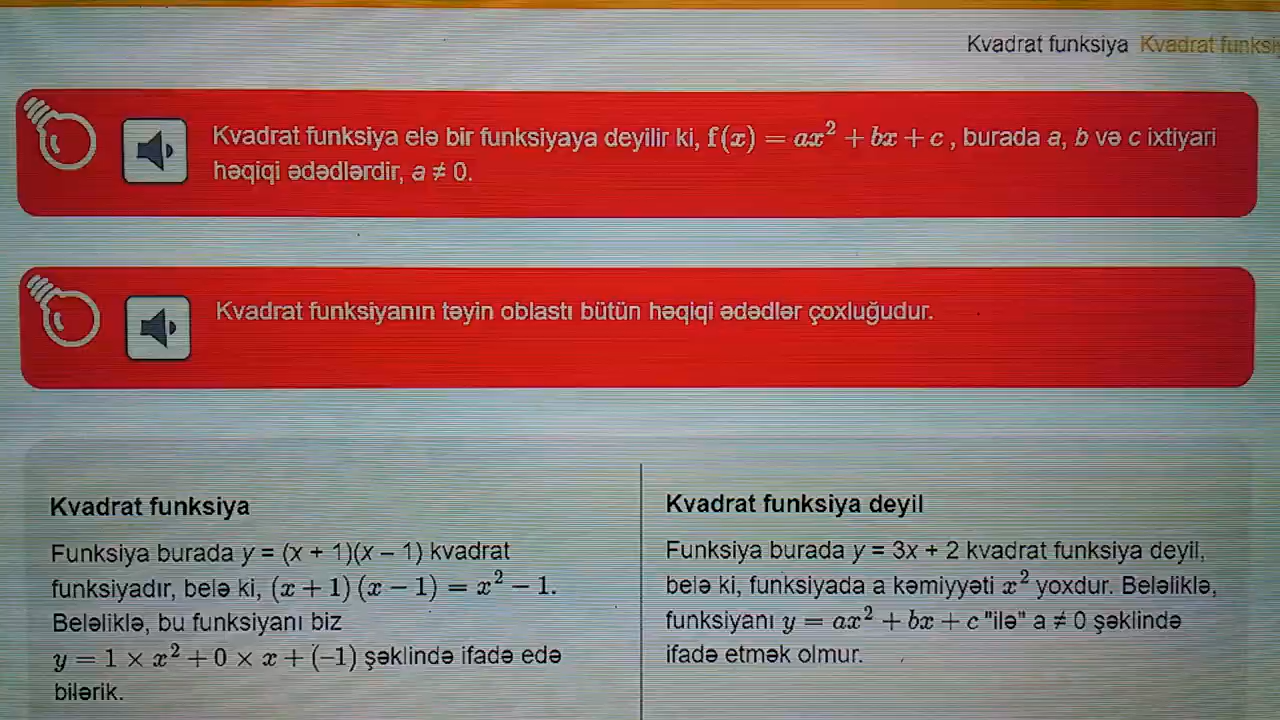 Kvadrat funksiya Kvadrat funksi
Kvadrat funksiya elə bir funksiyaya deyilir ki, f(x) = ax² + bx + c , burada a, b və c ixtiyari
həqiqi ədədlərdir, a ≠ 0.
Kvadrat funksiyanın təyin oblastı bütün həqiqi ədədlər çoxluğudur.
Kvadrat funksiya
Funksiya burada y = (x + 1)(x – 1) kvadrat
funksiyadır, belə ki, (x + 1) (x − 1) = x² − 1.
Beləliklə, bu funksiyanı biz
y = 1 × x² + 0 × x + (−1) şəklində ifadə edə
bilərik.
Kvadrat funksiya deyil
Funksiya burada y = 3x + 2 kvadrat funksiya deyil,
belə ki, funksiyada a kəmiyyəti x² yoxdur. Beləliklə,
funksiyanı y = ax² + bx + c "ilə" a ≠ 0 şəklində
ifadə etmək olmur.